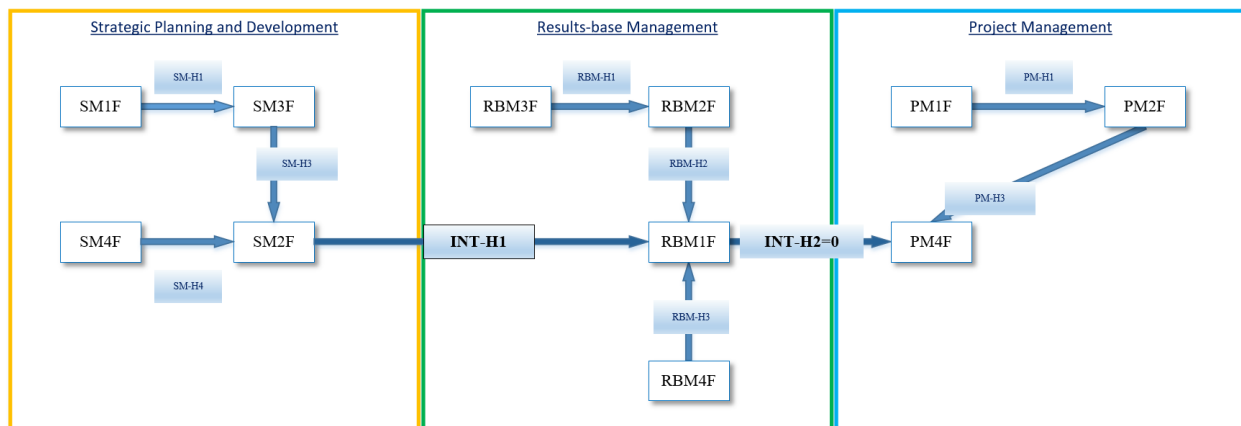 Strategic Planning and Development
SM-H1
SM1F
SM3F
SM-H3
SM4F
SM2F
SM-H4
INT-H1
Results-base Management
RBM-H1
RBM3F
RBM2F
RBM-H2
RBM1F
INT-H2=0
RBM-H3
RBM4F
Project Management
PM-H1
PM1F
PM2F
PM-H3
PM4F